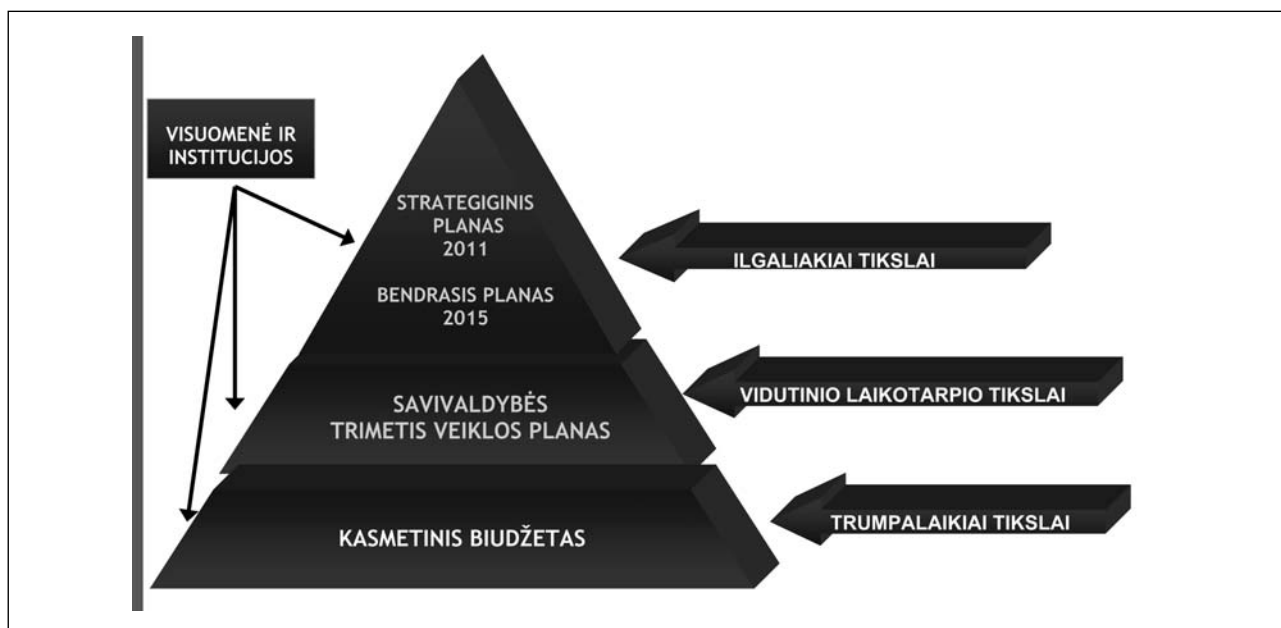 VISUOMENĖ IR
INSTITUCIJOS
STRATEGIGINIS
PLANAS
2011
BENDRASIS PLANAS
2015
ILGALIAKIAI TIKSLAI
SAVIVALDYBĖS
TRIMETIS VEIKLOS PLANAS
VIDUTINIO LAIKOTARPIO TIKSLAI
KASMETINIS BIUDŽETAS
TRUMPALAIKIAI TIKSLAI